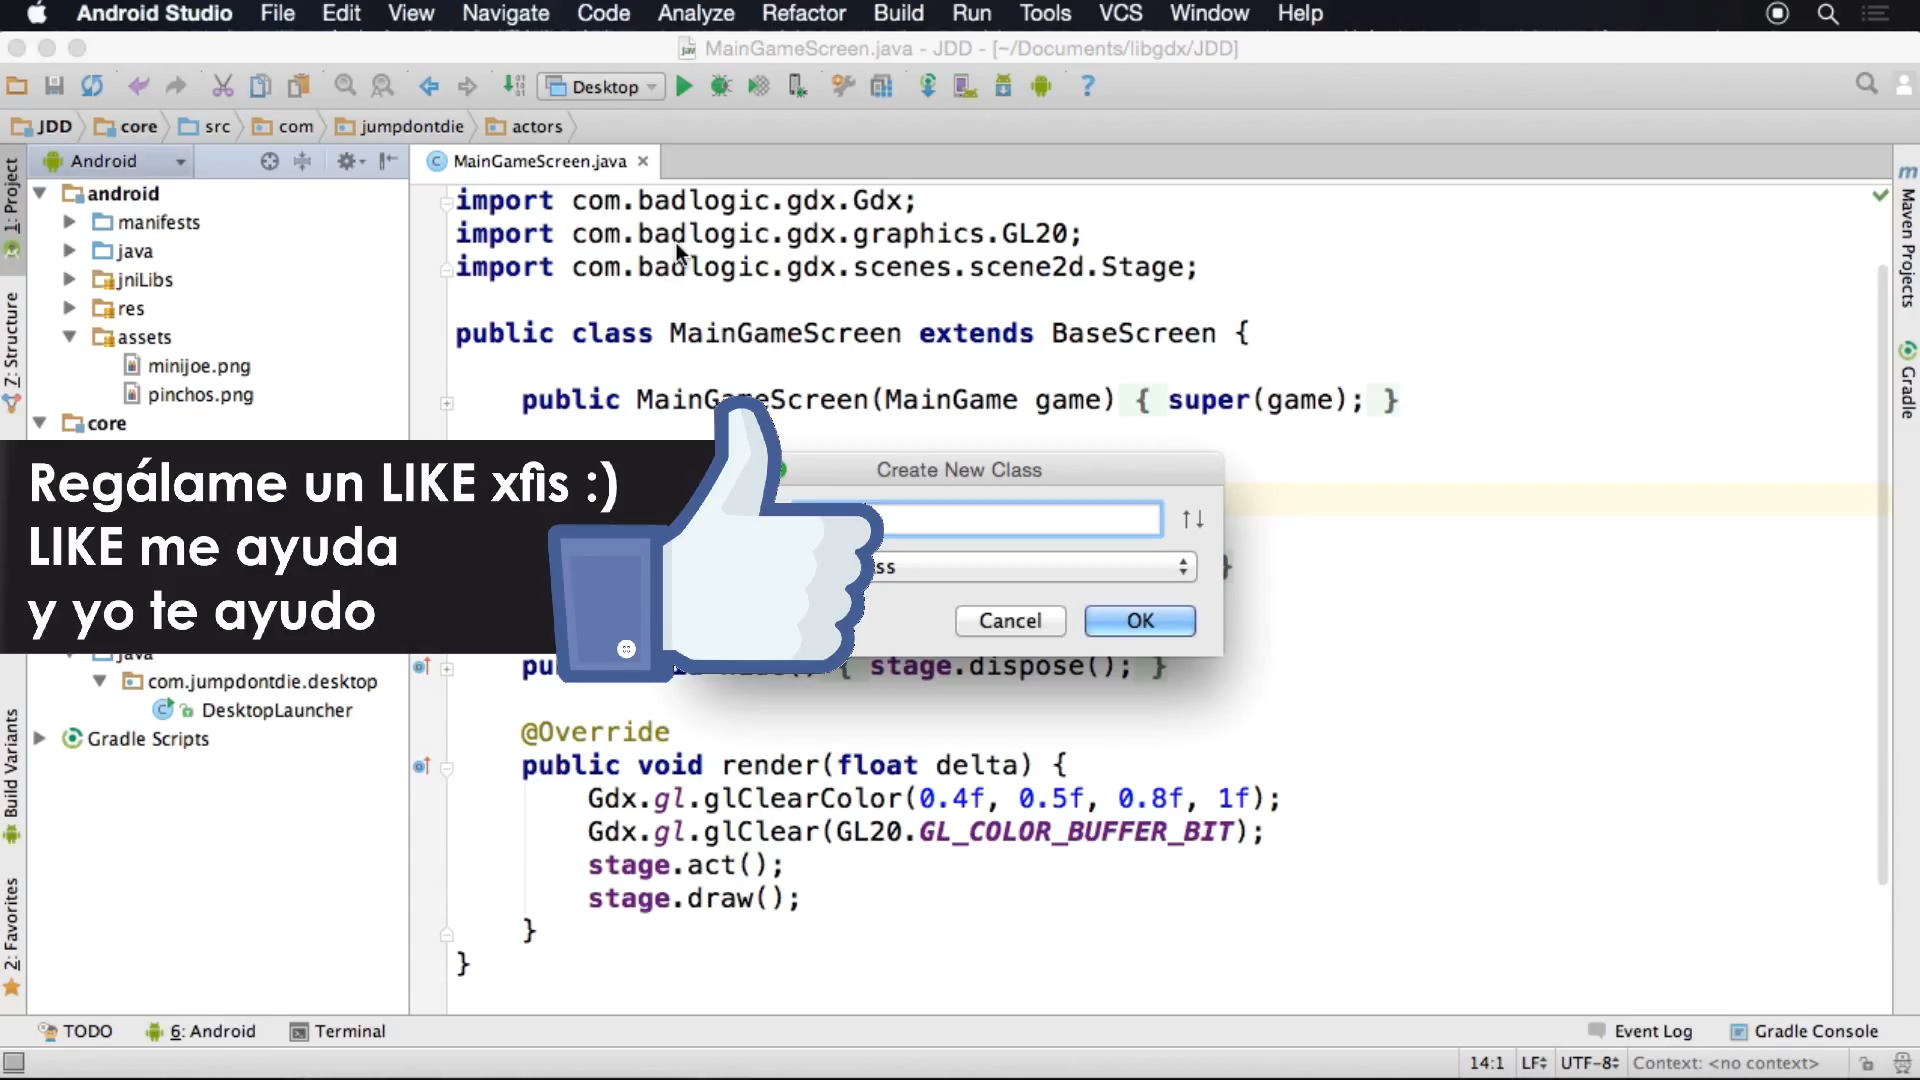 Android Studio File Edit View Navigate Code Analyze Refactor Build Run Tools VCS Window Help
MainGameScreen.java - JDD - [~/Documents/libgdx/JDD]
Desktop
JDD core src com jumpdontdie actors
Android
MainGameScreen.java
1: Project
7: Structure
Build Variants
2: Favorites
android
manifests
java
jniLibs
res
assets
minijoe.png
pinchos.png
core
Regálame un LIKE xfis :)
LIKE me ayuda
y yo te ayudo
java
com.jumpdontdie.desktop
DesktopLauncher
Gradle Scripts
import com.badlogic.gdx.Gdx;
import com.badlogic.gdx.graphics.GL20;
import com.badlogic.gdx.scenes.scene2d.Stage;
public class MainGameScreen extends BaseScreen {
public MainGameScreen(MainGame game) { super(game); }
Create New Class
Cancel OK
{ stage.dispose(); }
@Override
public void render(float delta) {
Gdx.gl.glClearColor(0.4f, 0.5f, 0.8f, 1f);
Gdx.gl.glClear(GL20.GL_COLOR_BUFFER_BIT);
stage.act();
stage.draw();
}
}
Maven Projects
Gradle
TODO 6: Android Terminal Event Log Gradle Console
14:1 LF UTF-8 Context: <no context>